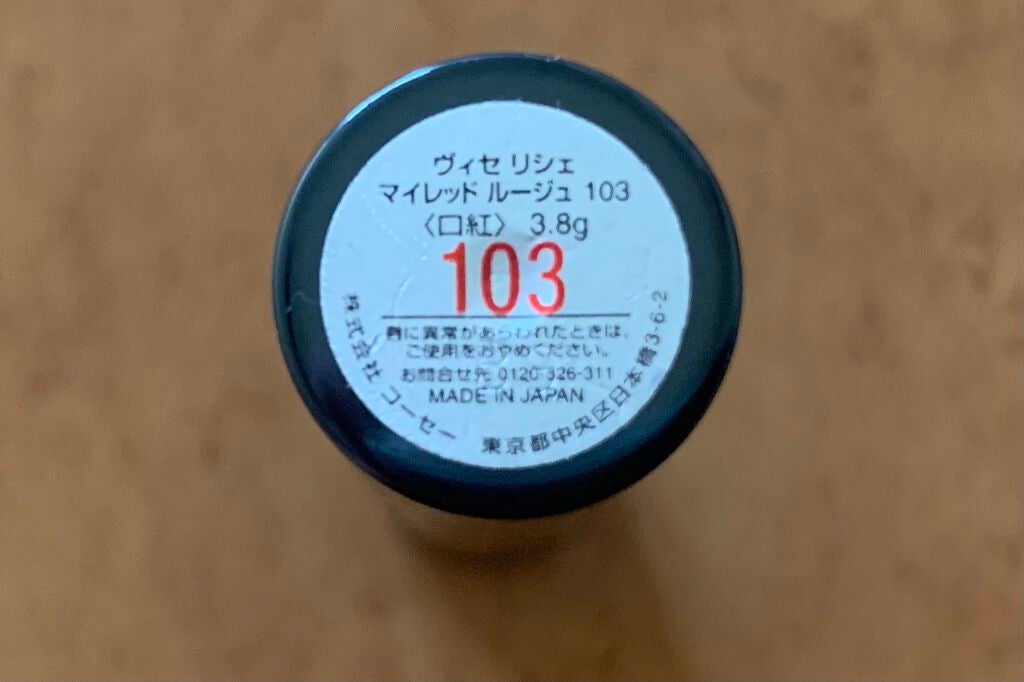 ヴィセ リシェ
マイレッド ルージュ 103
〈口紅〉 3.8g
103
唇に異常があらわれたときは、
ご使用をおやめください。
お問合せ先 0120-326-311
MADE IN JAPAN
株式会社 コーセー 東京都中央区日本橋3-6-2